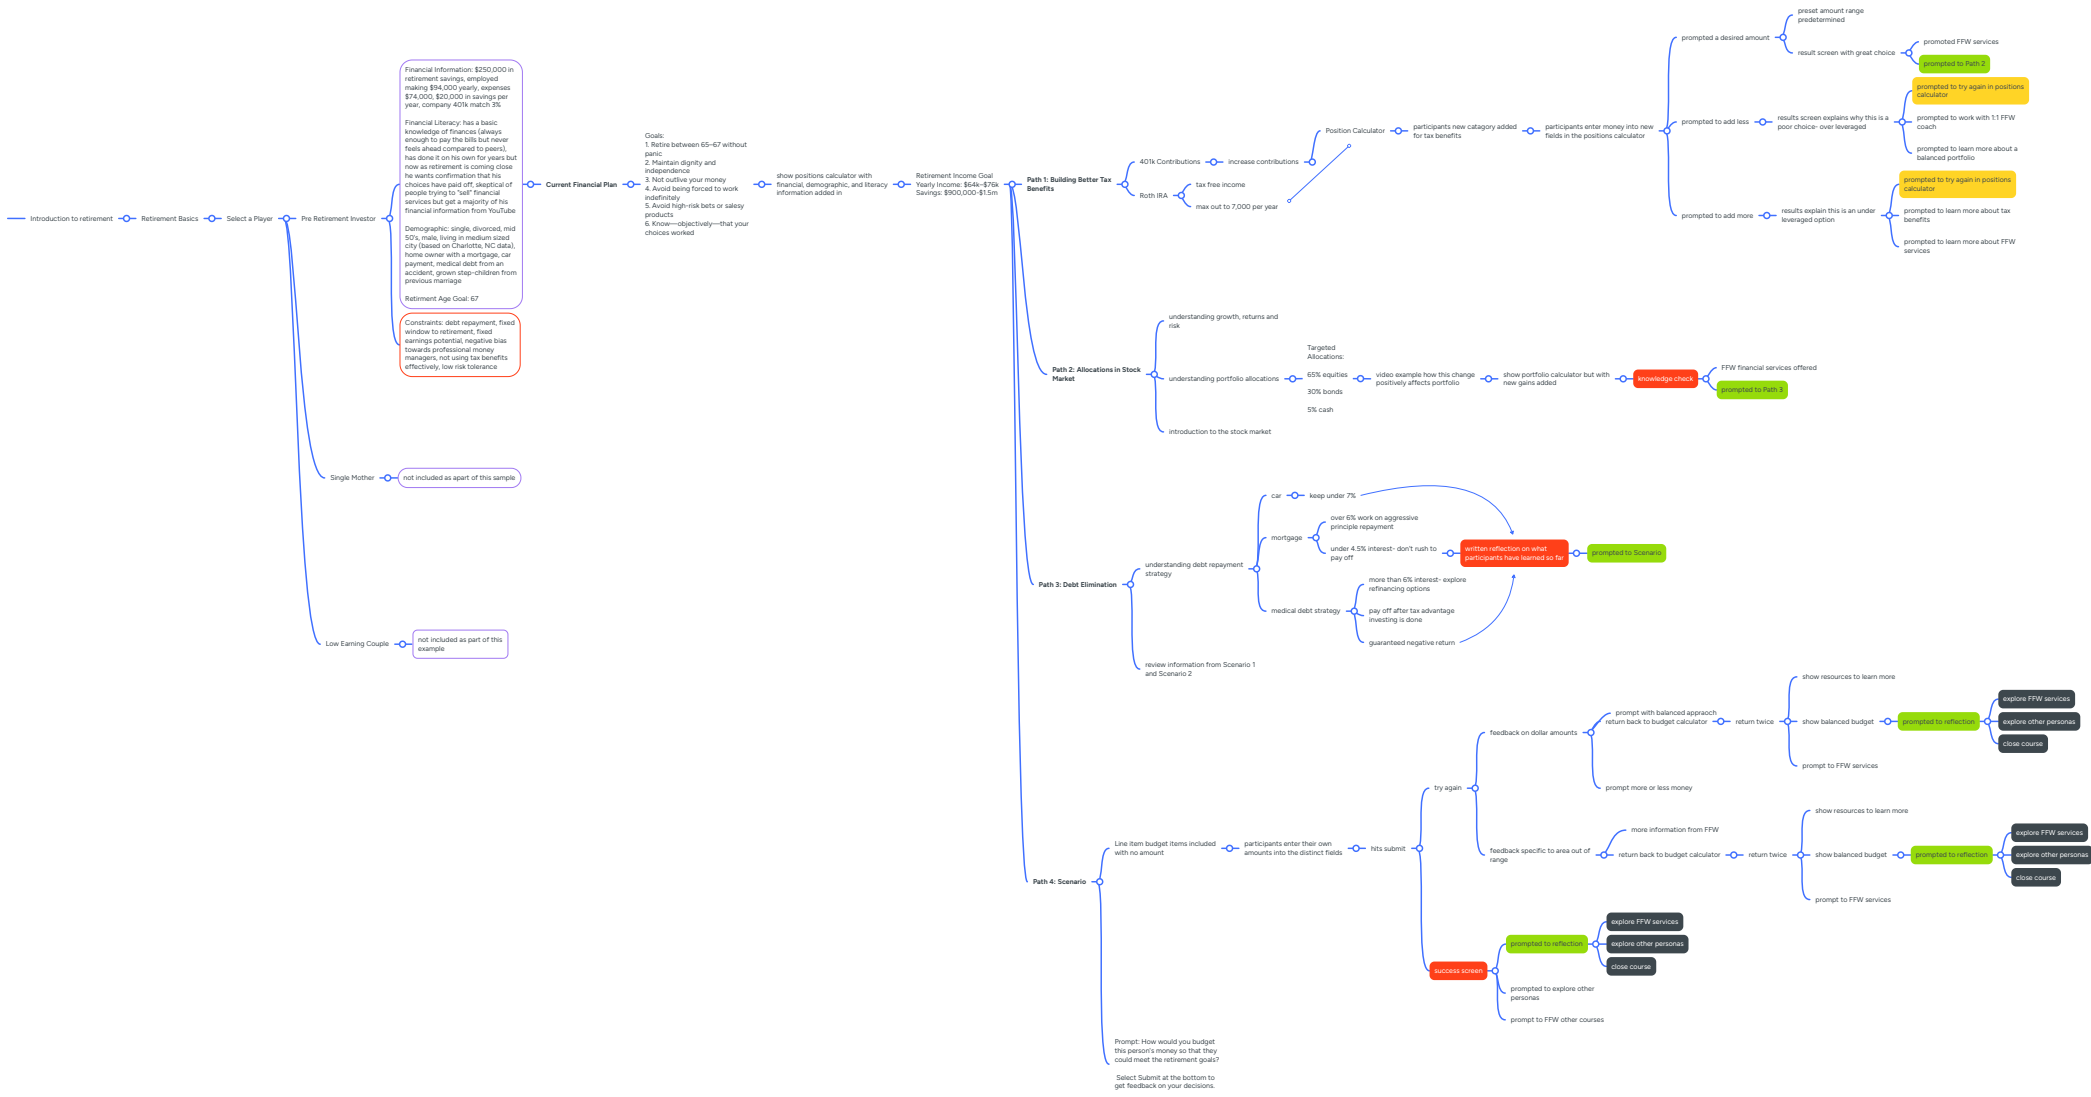 Introduction to retirement
Retirement Basics
Select a Player
Pre Retirement Investor
Financial Information: $250,000 in
retirement savings, employed
making $94,000 yearly, expenses
$74,000, $20,000 in savings per
year, company 401k match 3%
Financial Literacy: has a basic
knowledge of finances (always
enough to pay the bills but never
feels ahead compared to peers),
has done it on his own for years but
now as retirement is coming close
he wants confirmation that his
choices have paid off, skeptical of
people trying to "sell" financial
services but get a majority of his
financial information from YouTube
Demographic: single, divorced, mid
50's, male, living in medium sized
city (based on Charlotte, NC data),
home owner with a mortgage, car
payment, medical debt from an
accident, grown step-children from
previous marriage
Retirment Age Goal: 67
Constraints: debt repayment, fixed
window to retirement, fixed
earnings potential, negative bias
towards professional money
managers, not using tax benefits
effectively, low risk tolerance
Single Mother
not included as apart of this sample
Low Earning Couple
not included as part of this
example
Current Financial Plan
Goals:
1. Retire between 65–67 without
panic
2. Maintain dignity and
independence
3. Not outlive your money
4. Avoid being forced to work
indefinitely
5. Avoid high-risk bets or salesy
products
6. Know—objectively—that your
choices worked
show positions calculator with
financial, demographic, and literacy
information added in
Retirement Income Goal
Yearly Income: $64k–$76k
Savings: $900,000-$1.5m
Path 1: Building Better Tax
Benefits
401k Contributions
increase contributions
Roth IRA
tax free income
max out to 7,000 per year
Position Calculator
participants new catagory added
for tax benefits
participants enter money into new
fields in the positions calculator
prompted a desired amount
preset amount range
predetermined
result screen with great choice
promoted FFW services
prompted to Path 2
prompted to add less
results screen explains why this is a
poor choice- over leveraged
prompted to try again in positions
calculator
prompted to work with 1:1 FFW
coach
prompted to learn more about a
balanced portfolio
prompted to add more
results explain this is an under
leveraged option
prompted to try again in positions
calculator
prompted to learn more about tax
benefits
prompted to learn more about FFW
services
Path 2: Allocations in Stock
Market
understanding growth, returns and
risk
understanding portfolio allocations
Targeted
Allocations:
65% equities
30% bonds
5% cash
video example how this change
positively affects portfolio
show portfolio calculator but with
new gains added
knowledge check
FFW financial services offered
prompted to Path 3
introduction to the stock market
Path 3: Debt Elimination
understanding debt repayment
strategy
car
keep under 7%
mortgage
over 6% work on aggressive
principle repayment
under 4.5% interest- don't rush to
pay off
medical debt strategy
more than 6% interest- explore
refinancing options
pay off after tax advantage
investing is done
guaranteed negative return
written reflection on what
participants have learned so far
prompted to Scenario
review information from Scenario 1
and Scenario 2
Path 4: Scenario
Line item budget items included
with no amount
participants enter their own
amounts into the distinct fields
hits submit
try again
feedback on dollar amounts
prompt with balanced appraoch
return back to budget calculator
return twice
show resources to learn more
show balanced budget
prompted to reflection
explore FFW services
explore other personas
close course
prompt to FFW services
prompt more or less money
feedback specific to area out of
range
more information from FFW
return back to budget calculator
return twice
show resources to learn more
show balanced budget
prompted to reflection
explore FFW services
explore other personas
close course
prompt to FFW services
success screen
prompted to reflection
explore FFW services
explore other personas
close course
prompted to explore other
personas
prompt to FFW other courses
Prompt: How would you budget
this person's money so that they
could meet the retirement goals?
Select Submit at the bottom to
get feedback on your decisions.